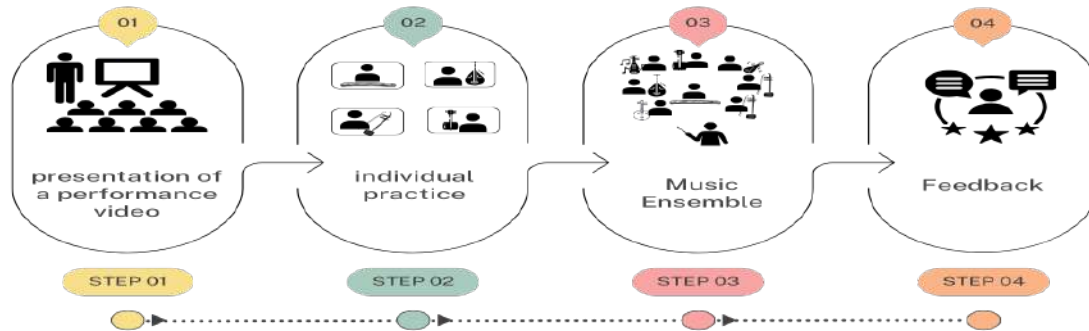 01
02
03
04
presentation of
a performance
video
individual
practice
Music
Ensemble
Feedback
STEP 01
STEP 02
STEP 03
STEP 04